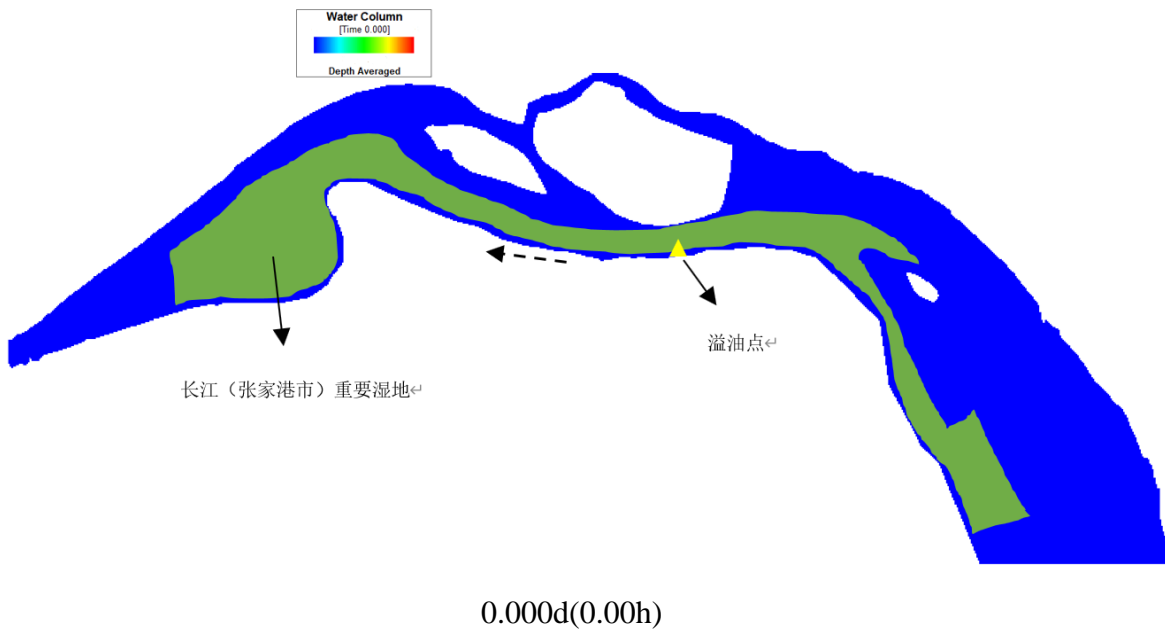 Water Column
[Time 0.000]
Depth Averaged
溢油点↵
长江（张家港市）重要湿地↵
0.000d(0.00h)